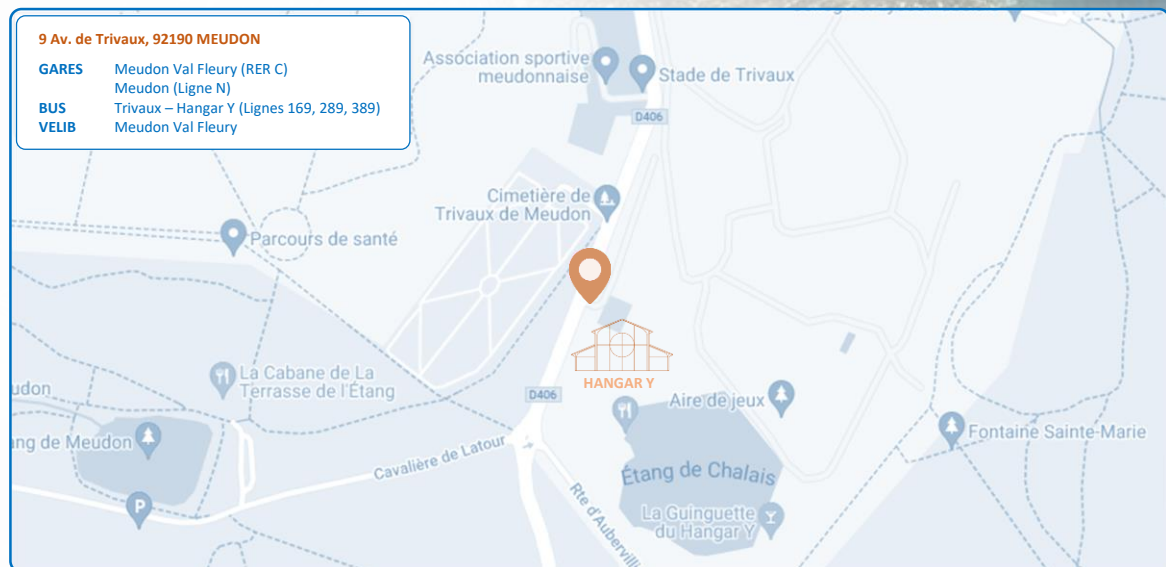 9 Av. de Trivaux, 92190 MEUDON
GARES Meudon Val Fleury (RER C)
Meudon (Ligne N)
BUS Trivaux – Hangar Y (Lignes 169, 289, 389)
VELIB Meudon Val Fleury
Association sportive
meudonnaise
Stade de Trivaux
D406
Cimetière de
Trivaux de Meudon
Parcours de santé
HANGAR Y
La Cabane de La
Terrasse de l'Étang
D406
Aire de jeux
udon
ng de Meudon
Fontaine Sainte-Marie
Cavalière de Latour
Étang de Chalais
P
Rte d'Aubervil
La Guinguette
du Hangar Y